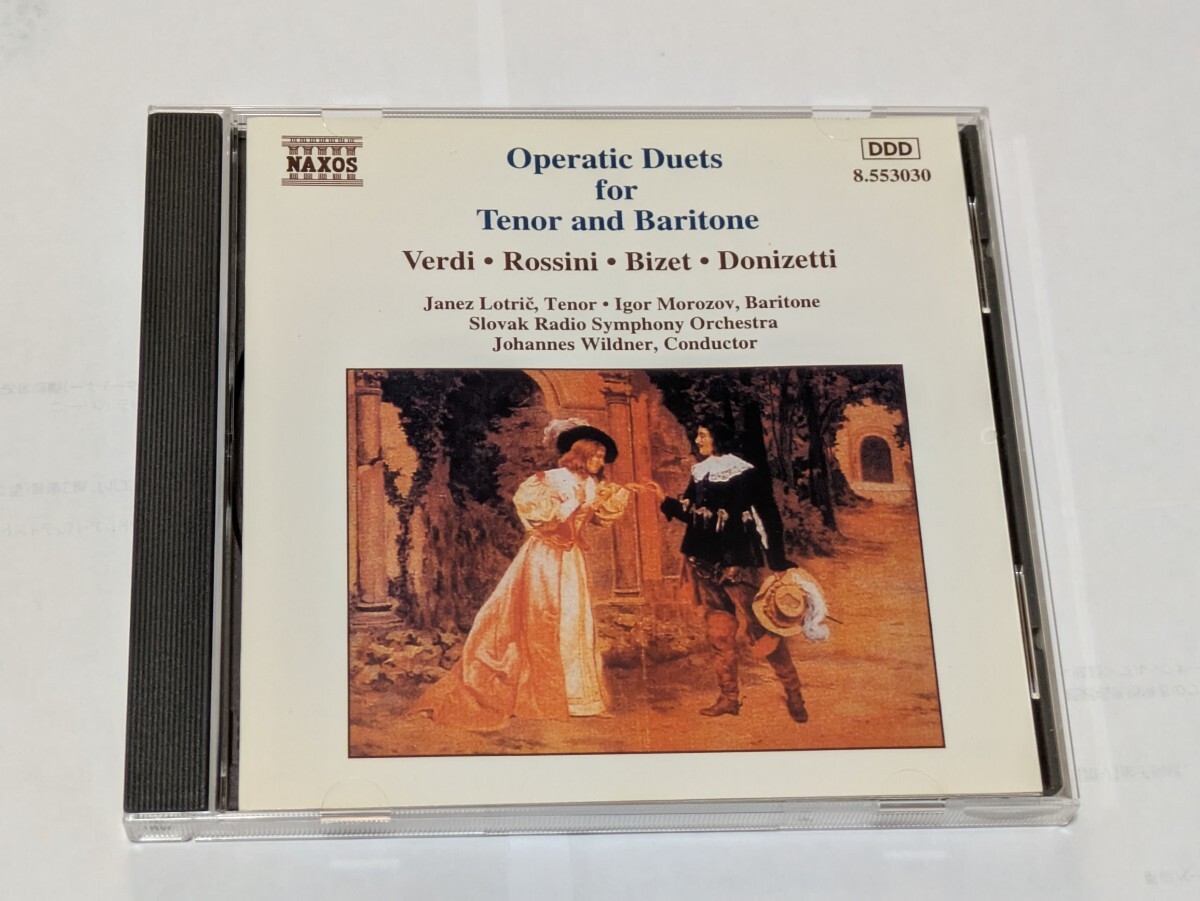 NAXOS
DDD
8.553030
Operatic Duets
for
Tenor and Baritone
Verdi • Rossini • Bizet • Donizetti
Janez Lotrič, Tenor • Igor Morozov, Baritone
Slovak Radio Symphony Orchestra
Johannes Wildner, Conductor